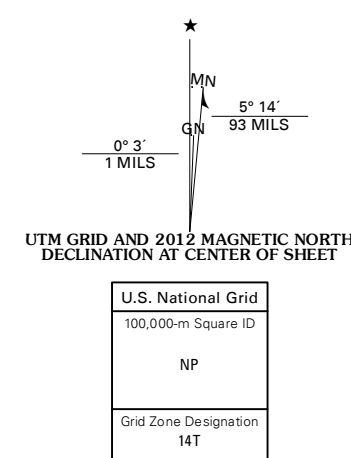 ★
MN
GN
5° 14´
93 MILS
0° 3´
1 MILS
UTM GRID AND 2012 MAGNETIC NORTH
DECLINATION AT CENTER OF SHEET
U.S. National Grid
100,000-m Square ID
NP
Grid Zone Designation
14T